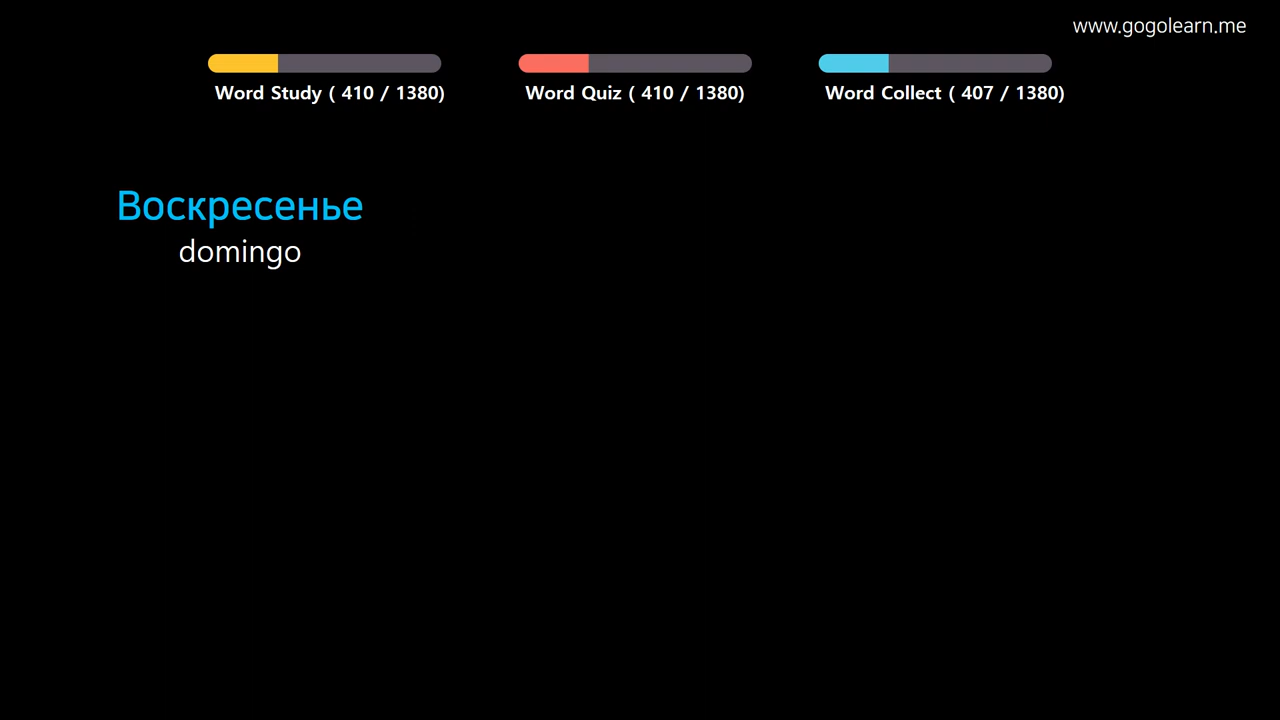 www.gogolearn.me
Word Study ( 410 / 1380)
Word Quiz ( 410 / 1380)
Word Collect ( 407 / 1380)
Воскресенье
domingo